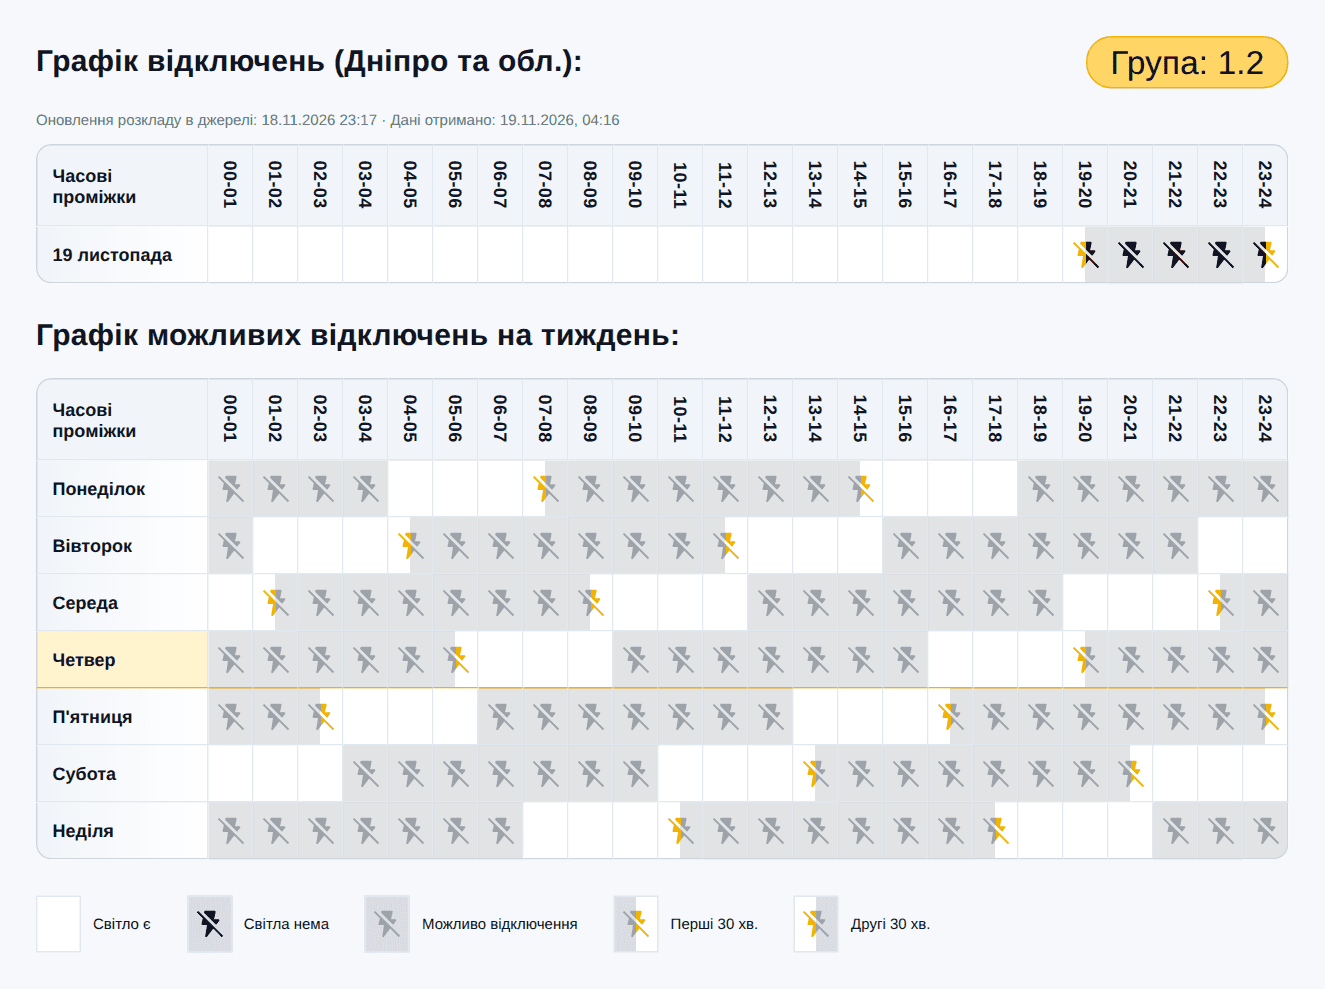 Графік відключень (Дніпро та обл.):
Група: 1.2
Оновлення розкладу в джерелі: 18.11.2026 23:17 · Дані отримано: 19.11.2026, 04:16
Часові
проміжки
00-01 01-02 02-03 03-04 04-05 05-06 06-07 07-08 08-09 09-10 10-11 11-12 12-13 13-14 14-15 15-16 16-17 17-18 18-19 19-20 20-21 21-22 22-23 23-24
19 листопада
Графік можливих відключень на тиждень:
Часові
проміжки
00-01 01-02 02-03 03-04 04-05 05-06 06-07 07-08 08-09 09-10 10-11 11-12 12-13 13-14 14-15 15-16 16-17 17-18 18-19 19-20 20-21 21-22 22-23 23-24
Понеділок
Вівторок
Середа
Четвер
П'ятниця
Субота
Неділя
Світло є
Світла нема
Можливо відключення
Перші 30 хв.
Другі 30 хв.